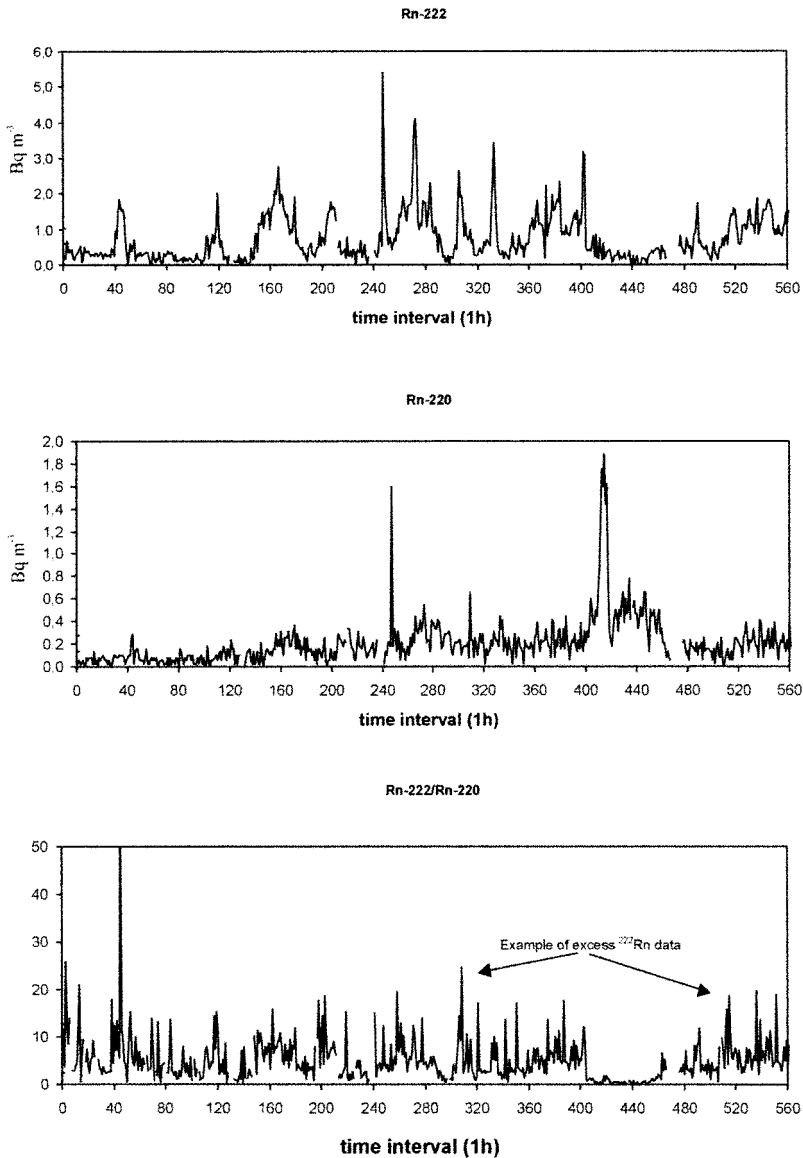 Rn-222
6,0
5,0
4,0
3,0
2,0
1,0
0,0
Bq m⁻³
0 40 80 120 160 200 240 280 320 360 400 440 480 520 560
time interval (1h)
Rn-220
2,0
1,8
1,6
1,4
1,2
1,0
0,8
0,6
0,4
0,2
0,0
Bq m⁻³
0 40 80 120 160 200 240 280 320 360 400 440 480 520 560
time interval (1h)
Rn-222/Rn-220
50
40
30
20
10
0
Example of excess ²²²Rn data
0 40 80 120 160 200 240 280 320 360 400 440 480 520 560
time interval (1h)